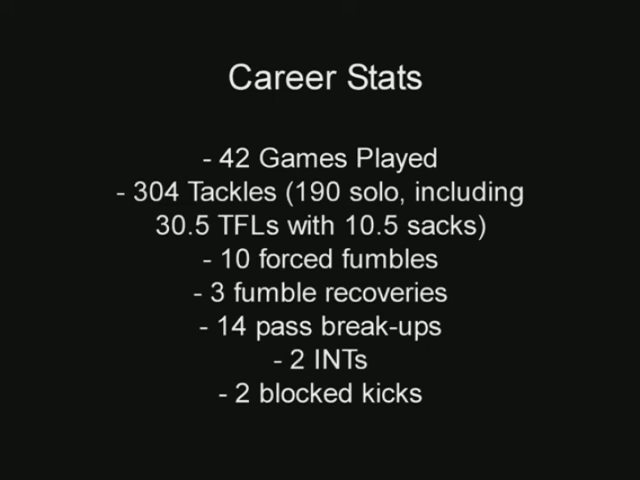 Career Stats
- 42 Games Played
- 304 Tackles (190 solo, including
30.5 TFLs with 10.5 sacks)
- 10 forced fumbles
- 3 fumble recoveries
- 14 pass break-ups
- 2 INTs
- 2 blocked kicks